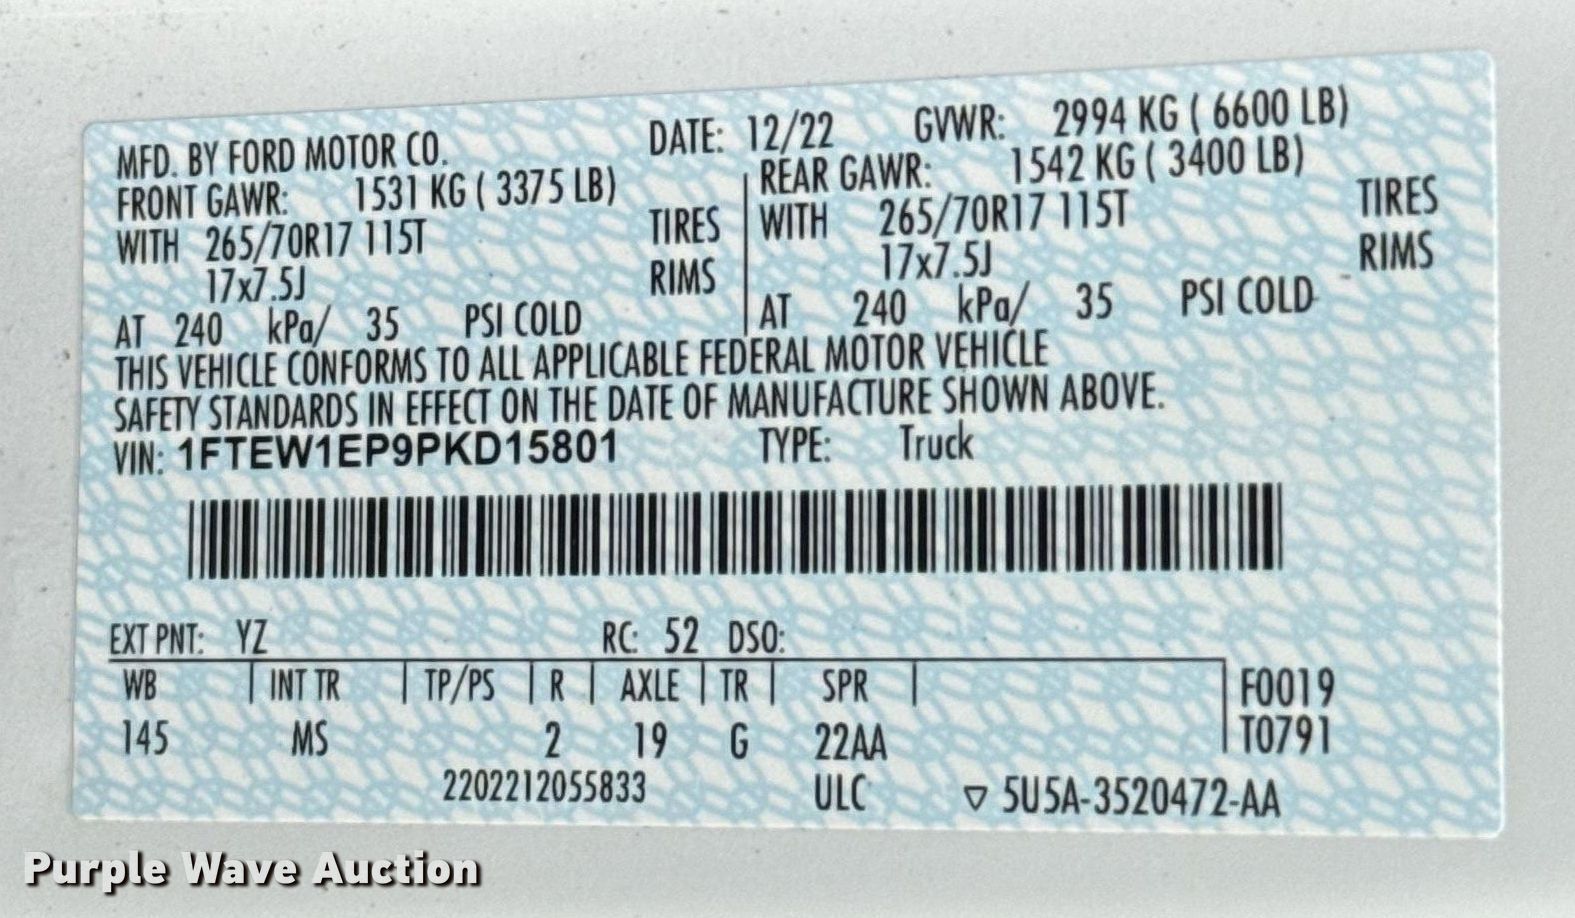 MFD. BY FORD MOTOR CO. DATE: 12/22 GVWR: 2994 KG ( 6600 LB)
FRONT GAWR: 1531 KG ( 3375 LB) REAR GAWR: 1542 KG ( 3400 LB)
WITH 265/70R17 115T TIRES WITH 265/70R17 115T TIRES
17x7.5J RIMS 17x7.5J RIMS
AT 240 kPa/ 35 PSI COLD AT 240 kPa/ 35 PSI COLD
THIS VEHICLE CONFORMS TO ALL APPLICABLE FEDERAL MOTOR VEHICLE
SAFETY STANDARDS IN EFFECT ON THE DATE OF MANUFACTURE SHOWN ABOVE.
VIN: 1FTEW1EP9PKD15801 TYPE: Truck
EXT PNT: YZ RC: 52 DSO:
WB INT TR TP/PS R AXLE TR SPR F0019
145 MS 2 19 G 22AA T0791
2202212055833 ULC ▽ 5U5A-3520472-AA
Purple Wave Auction